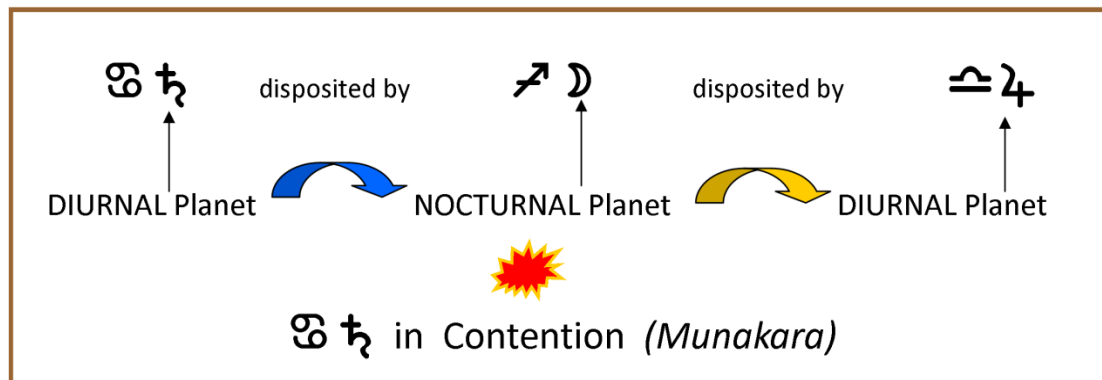 ♋ ♄ disposited by ♐ ☽ disposited by ♎ ♃
DIURNAL Planet NOCTURNAL Planet DIURNAL Planet
♋ ♄ in Contention (Munakara)